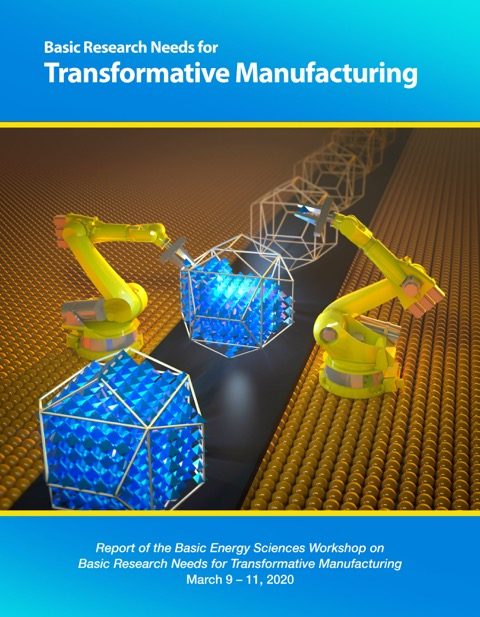 Basic Research Needs for
Transformative Manufacturing
Report of the Basic Energy Sciences Workshop on
Basic Research Needs for Transformative Manufacturing
March 9 – 11, 2020